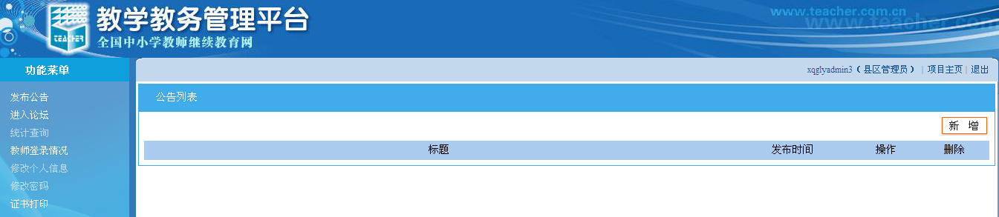 教学教务管理平台
TEACHER
全国中小学教师继续教育网
www.teacher.com.cn
www.teacher.com.cn
功能菜单
xqglyadmin3（县区管理员） | 项目主页 | 退出
发布公告
进入论坛
统计查询
教师登录情况
修改个人信息
修改密码
证书打印
公告列表
新 增
标题 发布时间 操作 删除